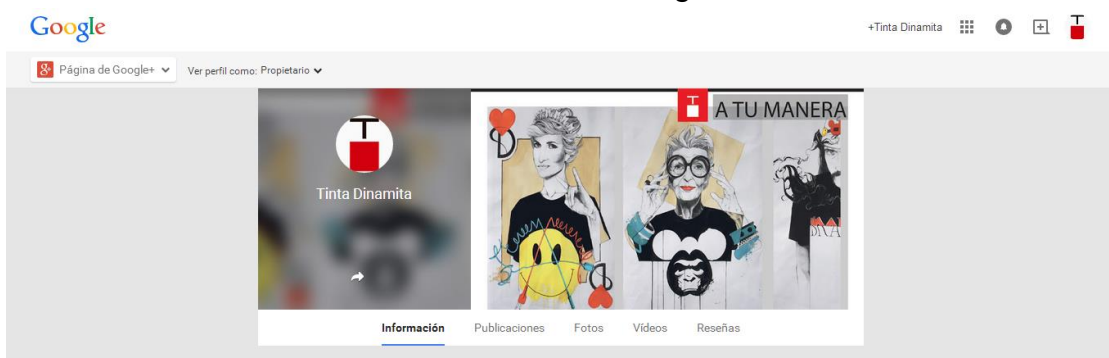 Google
+Tinta Dinamita
Página de Google+
Ver perfil como: Propietario
T
Tinta Dinamita
T A TU MANERA
D
D
Información Publicaciones Fotos Vídeos Reseñas